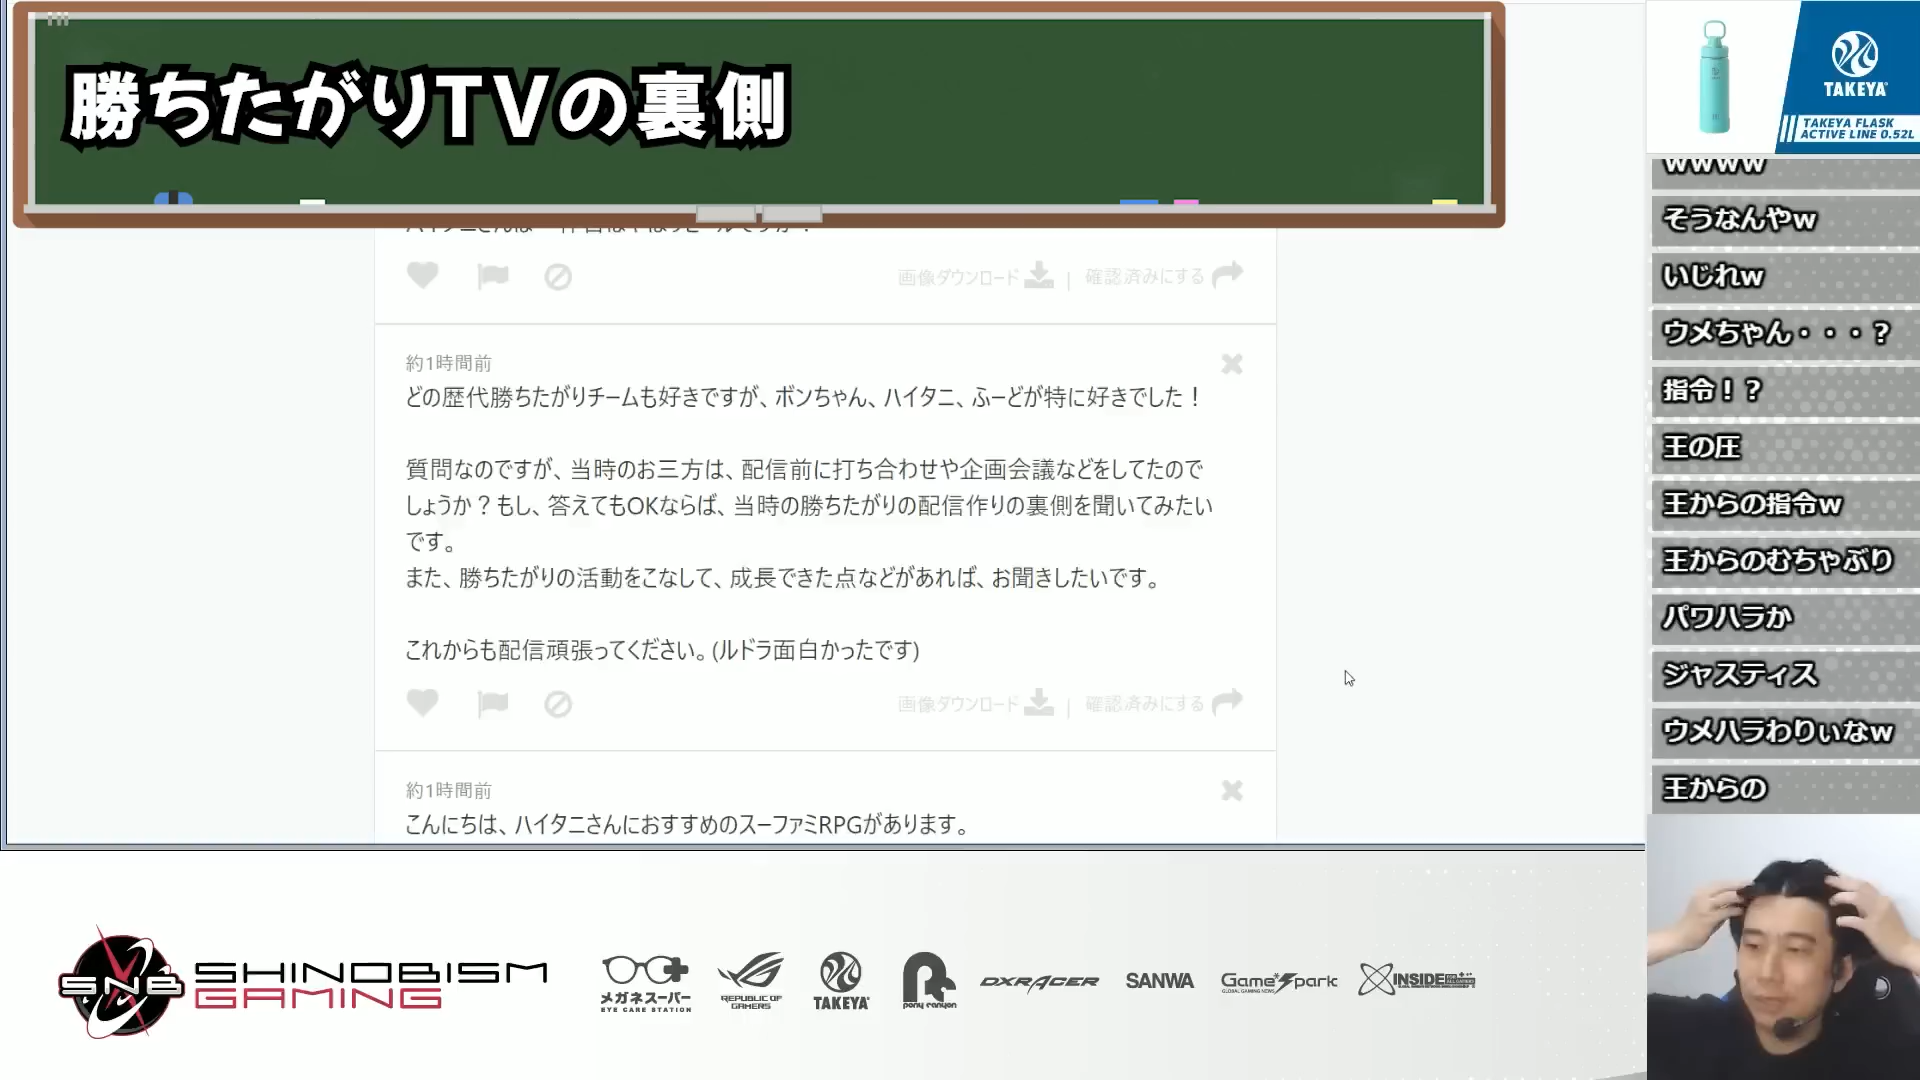 勝ちたがりTVの裏側
画像ダウンロード | 確認済みにする
約1時間前
どの歴代勝ちたがりチームも好きですが、ボンちゃん、ハイタニ、ふーどが特に好きでした！
質問なのですが、当時のお三方は、配信前に打ち合わせや企画会議などをしてたので
しょうか？もし、答えてもOKならば、当時の勝ちたがりの配信作りの裏側を聞いてみたい
です。
また、勝ちたがりの活動をこなして、成長できた点などがあれば、お聞きしたいです。
これからも配信頑張ってください。(ルドラ面白かったです)
画像ダウンロード | 確認済みにする
約1時間前
こんにちは、ハイタニさんにおすすめのスーファミRPGがあります。
TAKEYA
TAKEYA FLASK
ACTIVE LINE 0.52L
wwww
そうなんやw
いじれw
ウメちゃん・・・？
指令！？
王の圧
王からの指令w
王からのむちゃぶり
パワハラか
ジャスティス
ウメハラわりぃなw
王からの
SNB
SHINOBISM
GAMING
メガネスーパー
EYE CARE STATION
REPUBLIC OF
GAMERS
TAKEYA
pony canyon
DXRACER
SANWA
Game*Spark
GLOBAL GAMING NEWS
INSIDE